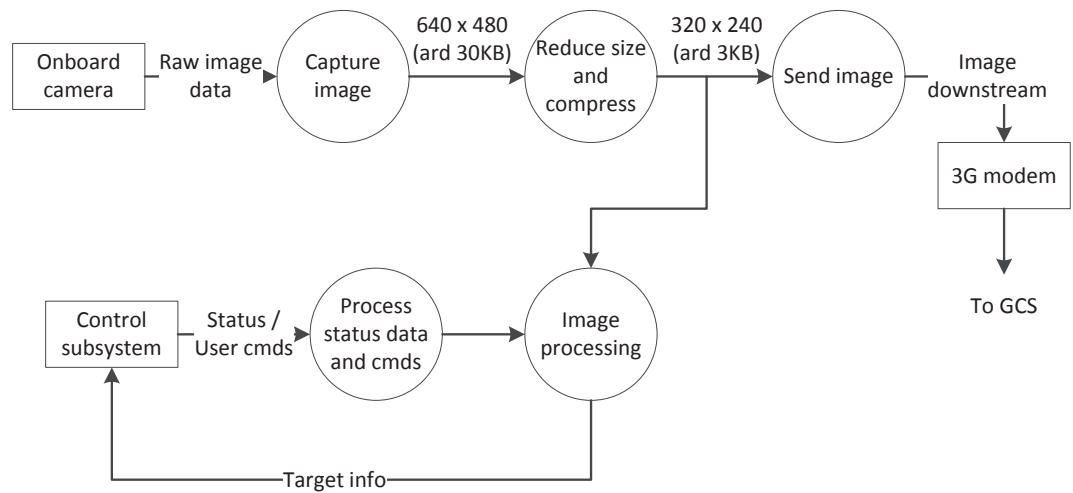 Onboard
camera
Raw image
data
Capture
image
640 x 480
(ard 30KB)
Reduce size
and
compress
320 x 240
(ard 3KB)
Send image
Image
downstream
3G modem
To GCS
Control
subsystem
Status /
User cmds
Process
status data
and cmds
Image
processing
Target info